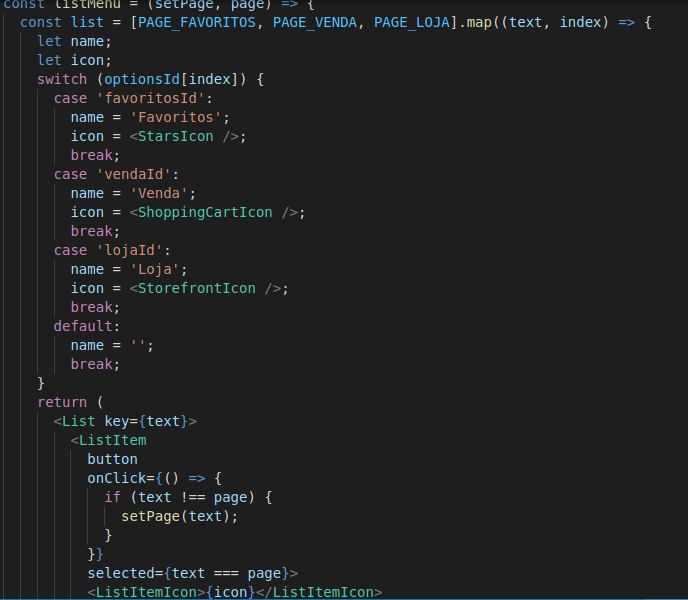 const listMenu = (setPage, page) => {
  const list = [PAGE_FAVORITOS, PAGE_VENDA, PAGE_LOJA].map((text, index) => {
    let name;
    let icon;
    switch (optionsId[index]) {
      case 'favoritosId':
        name = 'Favoritos';
        icon = <StarsIcon />;
        break;
      case 'vendaId':
        name = 'Venda';
        icon = <ShoppingCartIcon />;
        break;
      case 'lojaId':
        name = 'Loja';
        icon = <StorefrontIcon />;
        break;
      default:
        name = '';
        break;
    }
    return (
      <List key={text}>
        <ListItem
          button
          onClick={() => {
            if (text !== page) {
              setPage(text);
            }
          }}
          selected={text === page}>
          <ListItemIcon>{icon}</ListItemIcon>